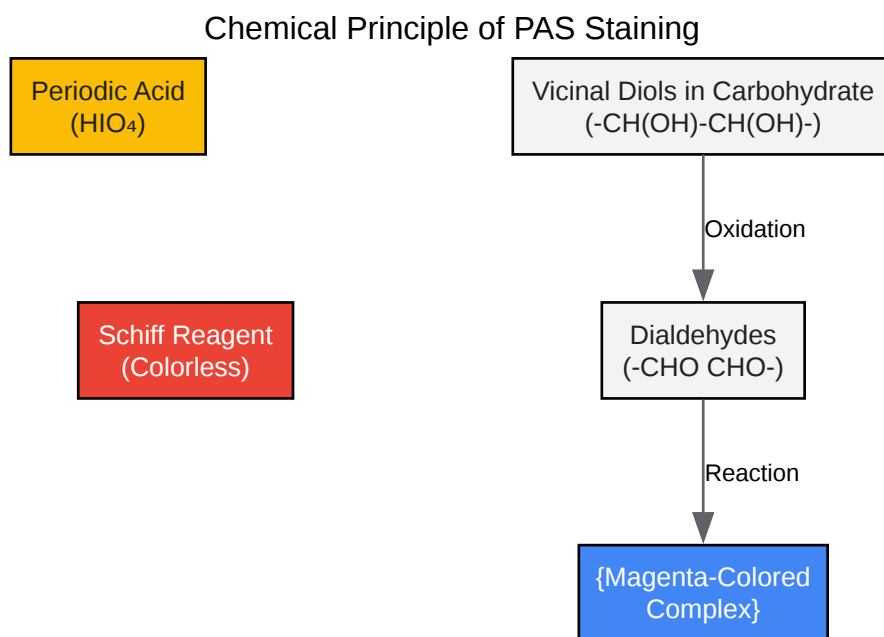 Chemical Principle of PAS Staining
Periodic Acid
(HIO₄)
Vicinal Diols in Carbohydrate
(-CH(OH)-CH(OH)-)
Oxidation
Schiff Reagent
(Colorless)
Dialdehydes
(-CHO CHO-)
Reaction
{Magenta-Colored
Complex}